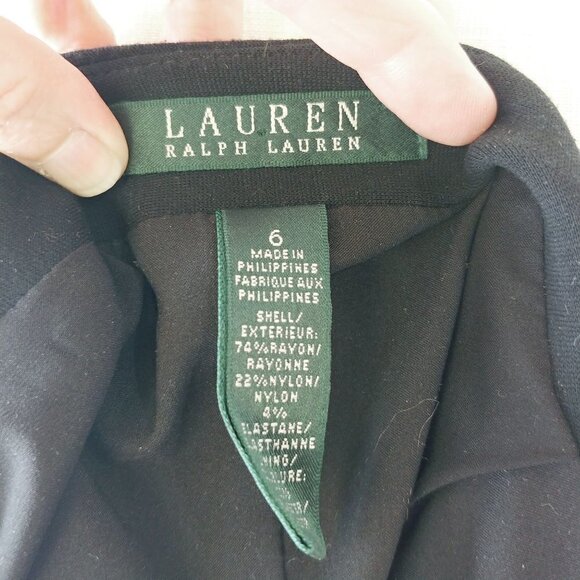 LAUREN
RALPH LAUREN
6
MADE IN
PHILIPPINES
FABRIQUE AUX
PHILIPPINES
SHELL/
EXTERIEUR:
74%RAYON/
RAYONNE
22%NYLON/
NYLON
4%
ELASTANE/